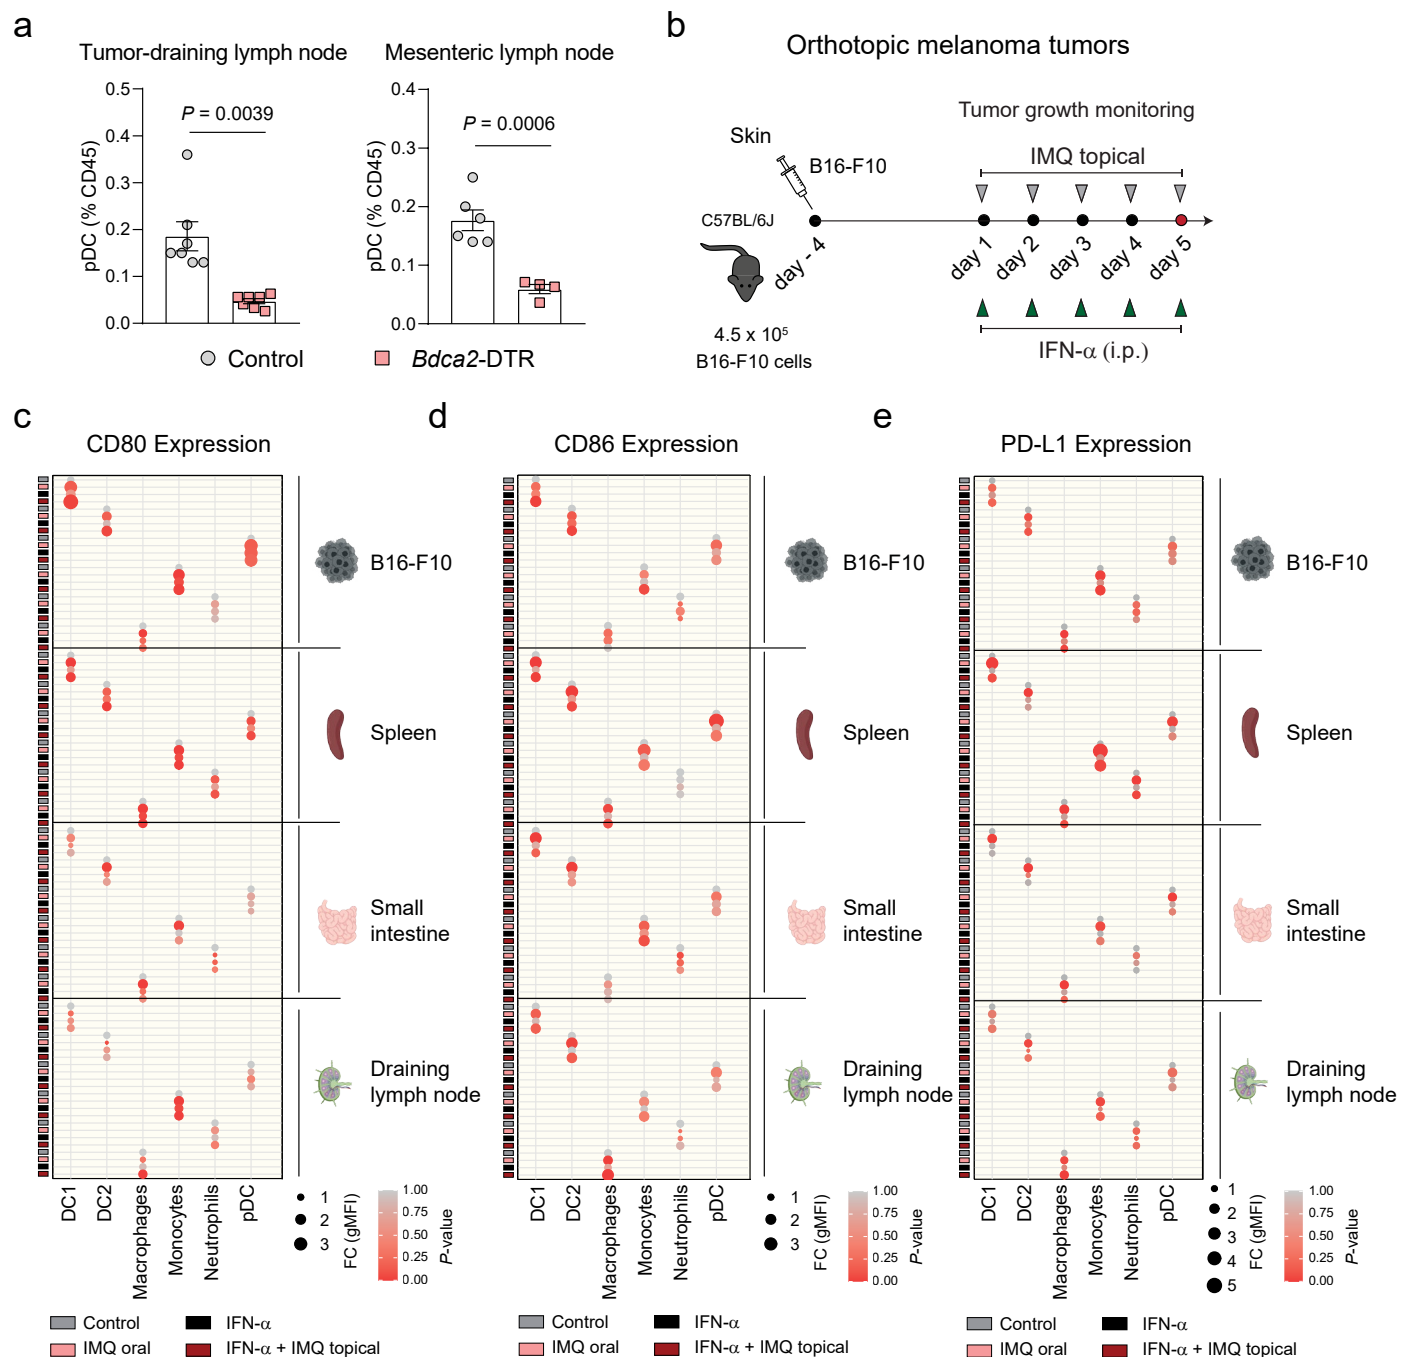 a
Tumor-draining lymph node
Mesenteric lymph node
pDC (% CD45)
0.5
0.4
0.3
0.2
0.1
0.0
P = 0.0039
pDC (% CD45)
0.4
0.3
0.2
0.1
0.0
P = 0.0006
Control
Bdca2-DTR
b
Orthotopic melanoma tumors
Tumor growth monitoring
Skin
B16-F10
IMQ topical
C57BL/6J
day - 4
day 1
day 2
day 3
day 4
day 5
4.5 x 10⁵
B16-F10 cells
IFN-α (i.p.)
c
CD80 Expression
B16-F10
Spleen
Small
intestine
Draining
lymph node
DC1
DC2
Macrophages
Monocytes
Neutrophils
pDC
1
2
3
FC (gMFI)
1.00
0.75
0.50
0.25
0.00
P-value
Control
IFN-α
IMQ oral
IFN-α + IMQ topical
d
CD86 Expression
B16-F10
Spleen
Small
intestine
Draining
lymph node
DC1
DC2
Macrophages
Monocytes
Neutrophils
pDC
1
2
3
FC (gMFI)
1.00
0.75
0.50
0.25
0.00
P-value
Control
IFN-α
IMQ oral
IFN-α + IMQ topical
e
PD-L1 Expression
B16-F10
Spleen
Small
intestine
Draining
lymph node
DC1
DC2
Macrophages
Monocytes
Neutrophils
pDC
1
2
3
4
5
FC (gMFI)
1.00
0.75
0.50
0.25
0.00
P-value
Control
IFN-α
IMQ oral
IFN-α + IMQ topical